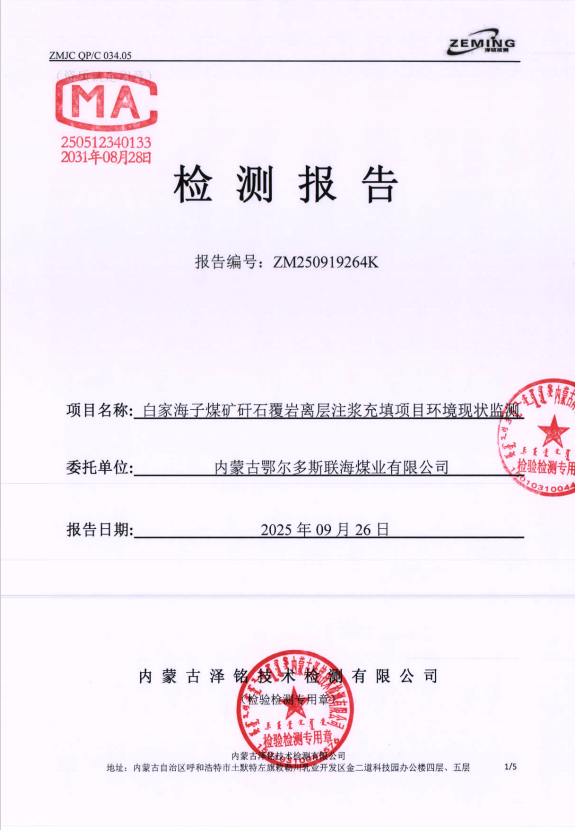 ZMJC QP/C 034.05
ZEMING
泽铭检测
MA
250512340133
2031年08月28日
检测报告
报告编号：ZM250919264K
项目名称: 白家海子煤矿矸石覆岩离层注浆充填项目环境现状监测
检验检测专用
委托单位: 内蒙古鄂尔多斯联海煤业有限公司
报告日期: 2025 年 09 月 26 日
内蒙古泽铭技术检测有限公司
(检验检测专用章)
检验检测专用章
内蒙古泽铭技术检测有限公司
地址：内蒙古自治区呼和浩特市土默特左旗敕勒川乳业开发区金二道科技园办公楼四层、五层 1/5